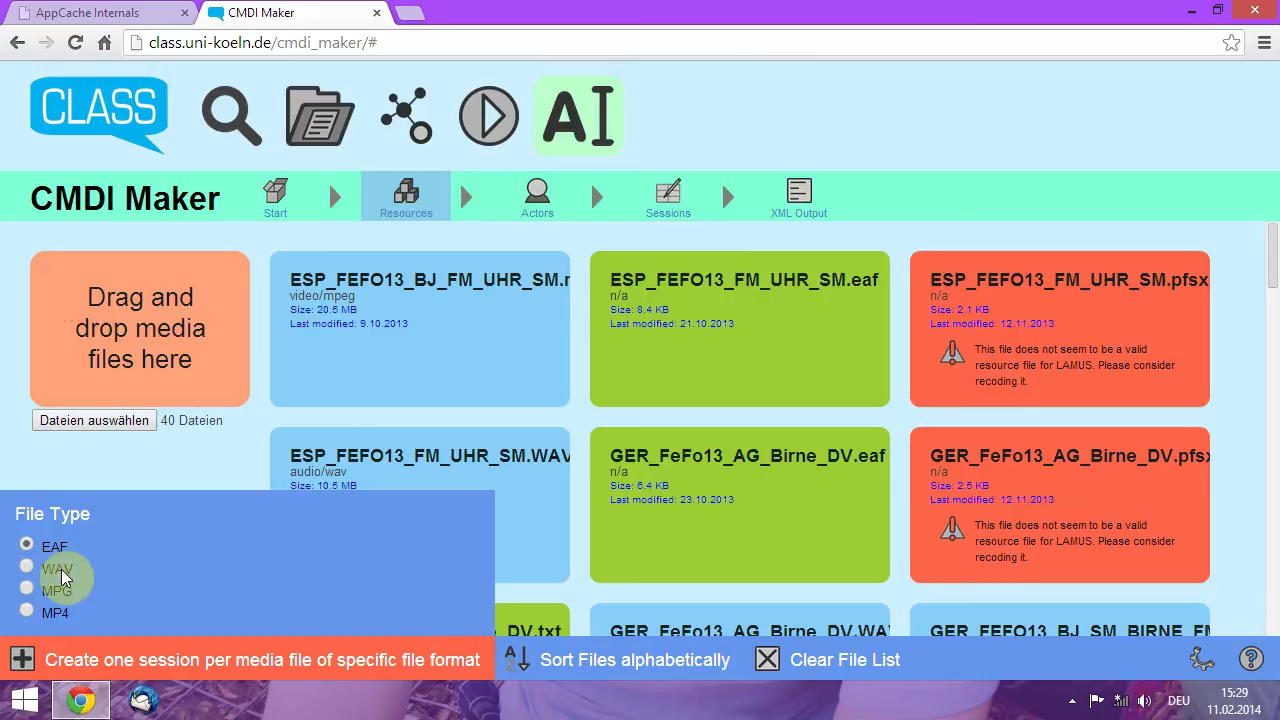 AppCache Internals
CMDI Maker
class.uni-koeln.de/cmdi_maker/#
CLASS
AI
CMDI Maker
Start
Resources
Actors
Sessions
XML Output
Drag and
drop media
files here
Dateien auswählen 40 Dateien
ESP_FEFO13_BJ_FM_UHR_SM.
video/mpeg
Size: 20.5 MB
Last modified: 9.10.2013
ESP_FEFO13_FM_UHR_SM.eaf
n/a
Size: 8.4 KB
Last modified: 21.10.2013
ESP_FEFO13_FM_UHR_SM.pfsx
n/a
Size: 2.1 KB
Last modified: 12.11.2013
This file does not seem to be a valid
resource file for LAMUS. Please consider
recoding it.
ESP_FEFO13_FM_UHR_SM.WAV
audio/wav
Size: 10.5 MB
GER_FeFo13_AG_Birne_DV.eaf
n/a
Size: 6.4 KB
Last modified: 23.10.2013
GER_FeFo13_AG_Birne_DV.pfs
n/a
Size: 2.5 KB
Last modified: 12.11.2013
This file does not seem to be a valid
resource file for LAMUS. Please consider
recoding it.
_DV.txt
GER_FeFo13_AG_Birne_DV.WAV
GER_FEFO13_BJ_SM_BIRNE_FM
File Type
EAF
WAV
MPG
MP4
Create one session per media file of specific file format
Sort Files alphabetically
Clear File List
DEU
15:29
11.02.2014